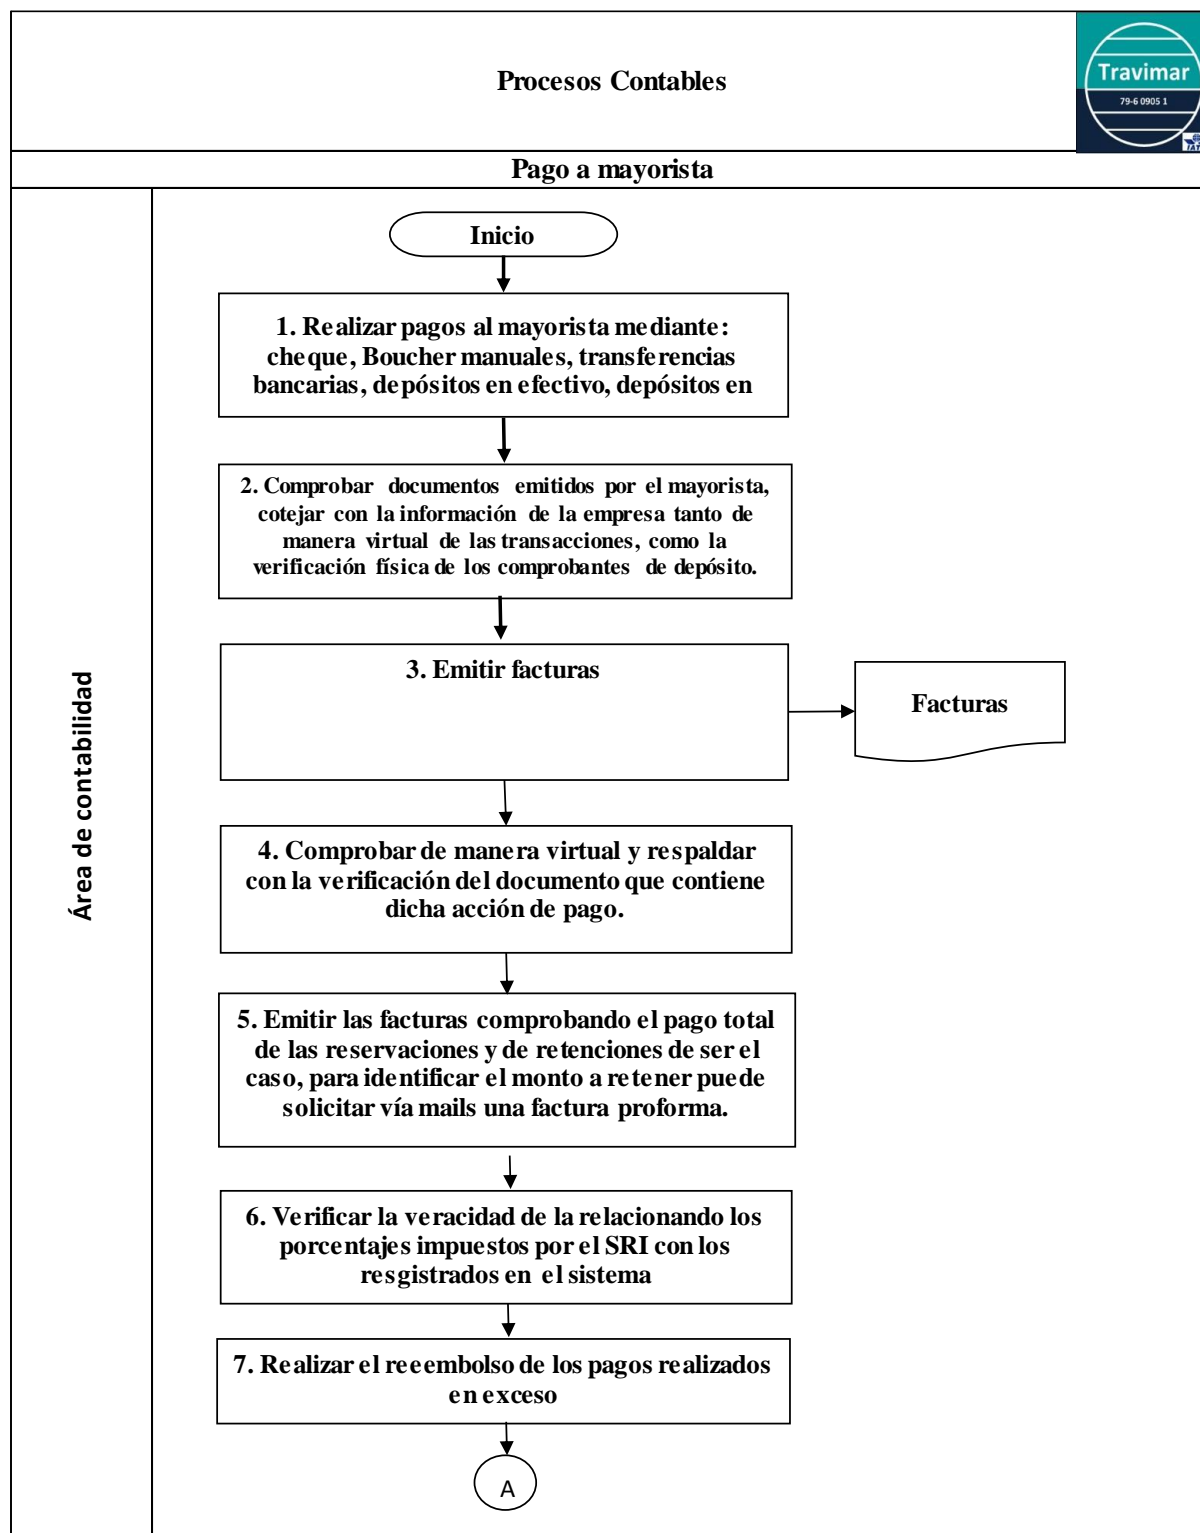 Procesos Contables
Travimar
79-6 0905 1
IATA
Pago a mayorista
Área de contabilidad
Inicio
1. Realizar pagos al mayorista mediante:
cheque, Boucher manuales, transferencias
bancarias, depósitos en efectivo, depósitos en
2. Comprobar documentos emitidos por el mayorista,
cotejar con la información de la empresa tanto de
manera virtual de las transacciones, como la
verificación física de los comprobantes de depósito.
3. Emitir facturas
Facturas
4. Comprobar de manera virtual y respaldar
con la verificación del documento que contiene
dicha acción de pago.
5. Emitir las facturas comprobando el pago total
de las reservaciones y de retenciones de ser el
caso, para identificar el monto a retener puede
solicitar vía mails una factura proforma.
6. Verificar la veracidad de la relacionando los
porcentajes impuestos por el SRI con los
resgistrados en el sistema
7. Realizar el reeembolso de los pagos realizados
en exceso
A